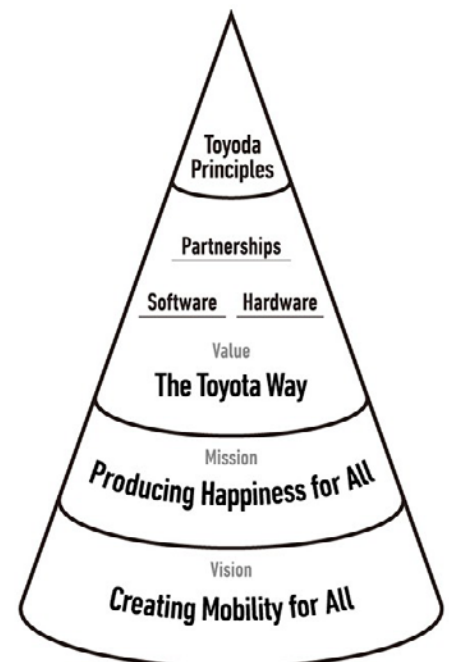 Toyoda
Principles
Partnerships
Software Hardware
Value
The Toyota Way
Mission
Producing Happiness for All
Vision
Creating Mobility for All